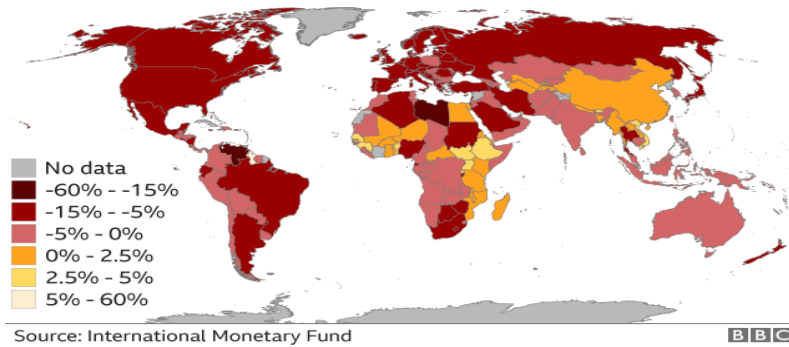 No data
-60% - -15%
-15% - -5%
-5% - 0%
0% - 2.5%
2.5% - 5%
5% - 60%
Source: International Monetary Fund
BBC